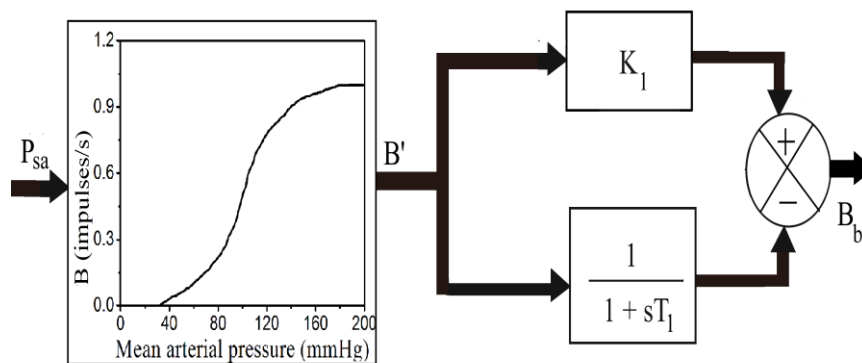 P_sa
B (impulses/s)
1.2
0.9
0.6
0.3
0.0
0 40 80 120 160 200
Mean arterial pressure (mmHg)
B'
K_1
1
1 + sT_1
+
−
B_b